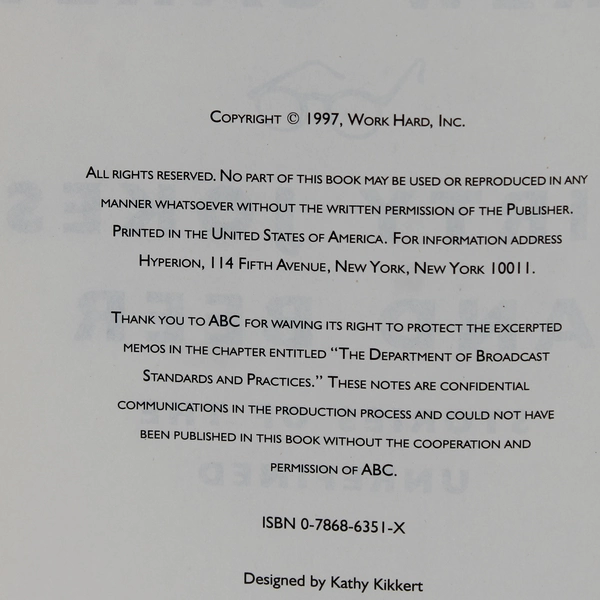 Copyright © 1997, Work Hard, Inc.
All rights reserved. No part of this book may be used or reproduced in any
manner whatsoever without the written permission of the Publisher.
Printed in the United States of America. For information address
Hyperion, 114 Fifth Avenue, New York, New York 10011.
Thank you to ABC for waiving its right to protect the excerpted
memos in the chapter entitled “The Department of Broadcast
Standards and Practices.” These notes are confidential
communications in the production process and could not have
been published in this book without the cooperation and
permission of ABC.
ISBN 0-7868-6351-X
Designed by Kathy Kikkert